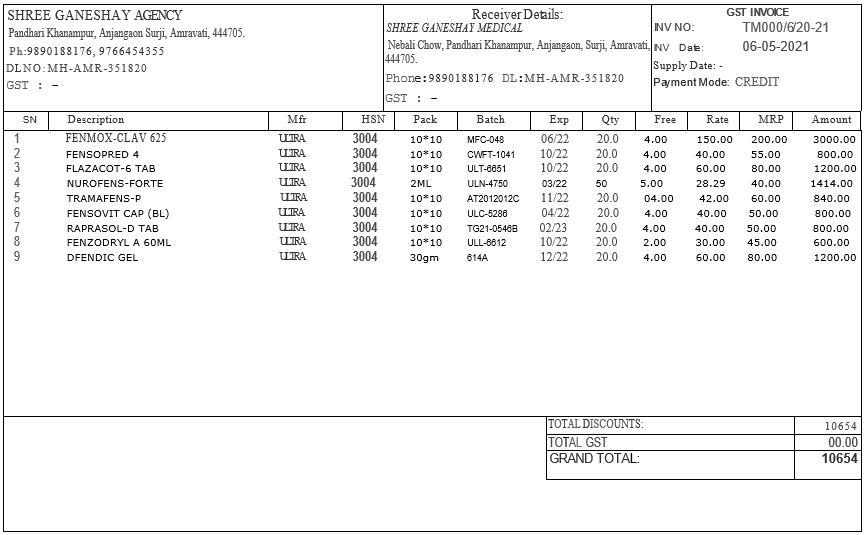 SHREE GANESHAY AGENCY
Pandhari Khanampur, Anjangaon Surji, Amravati, 444705.
Ph:9890188176, 9766454355
DLNO:MH-AMR-351820
GST : –
Receiver Details:
SHREE GANESHAY MEDICAL
Nebali Chow, Pandhari Khanampur, Anjangaon, Surji, Amravati,
444705.
Phone:9890188176 DL:MH-AMR-351820
GST : –
GST INVOICE
INV NO: TM000/6/20-21
INV Date: 06-05-2021
Supply Date: -
Payment Mode: CREDIT
SN Description Mfr HSN Pack Batch Exp Qty Free Rate MRP Amount
1 FENMOX-CLAV 625 ULTRA 3004 10*10 MFC-048 06/22 20.0 4.00 150.00 200.00 3000.00
2 FENSOPRED 4 ULTRA 3004 10*10 CWFT-1041 10/22 20.0 4.00 40.00 55.00 800.00
3 FLAZACOT-6 TAB ULTRA 3004 10*10 ULT-6651 10/22 20.0 4.00 60.00 80.00 1200.00
4 NUROFENS-FORTE ULTRA 3004 2ML ULN-4750 03/22 50 5.00 28.29 40.00 1414.00
5 TRAMAFENS-P ULTRA 3004 10*10 AT2012012C 11/22 20.0 04.00 42.00 60.00 840.00
6 FENSOVIT CAP (BL) ULTRA 3004 10*10 ULC-5286 04/22 20.0 4.00 40.00 50.00 800.00
7 RAPRASOL-D TAB ULTRA 3004 10*10 TG21-0546B 02/23 20.0 4.00 40.00 50.00 800.00
8 FENZODRYL A 60ML ULTRA 3004 10*10 ULL-6612 10/22 20.0 2.00 30.00 45.00 600.00
9 DFENDIC GEL ULTRA 3004 30gm 614A 12/22 20.0 4.00 60.00 80.00 1200.00
TOTAL DISCOUNTS: 10654
TOTAL GST 00.00
GRAND TOTAL: 10654